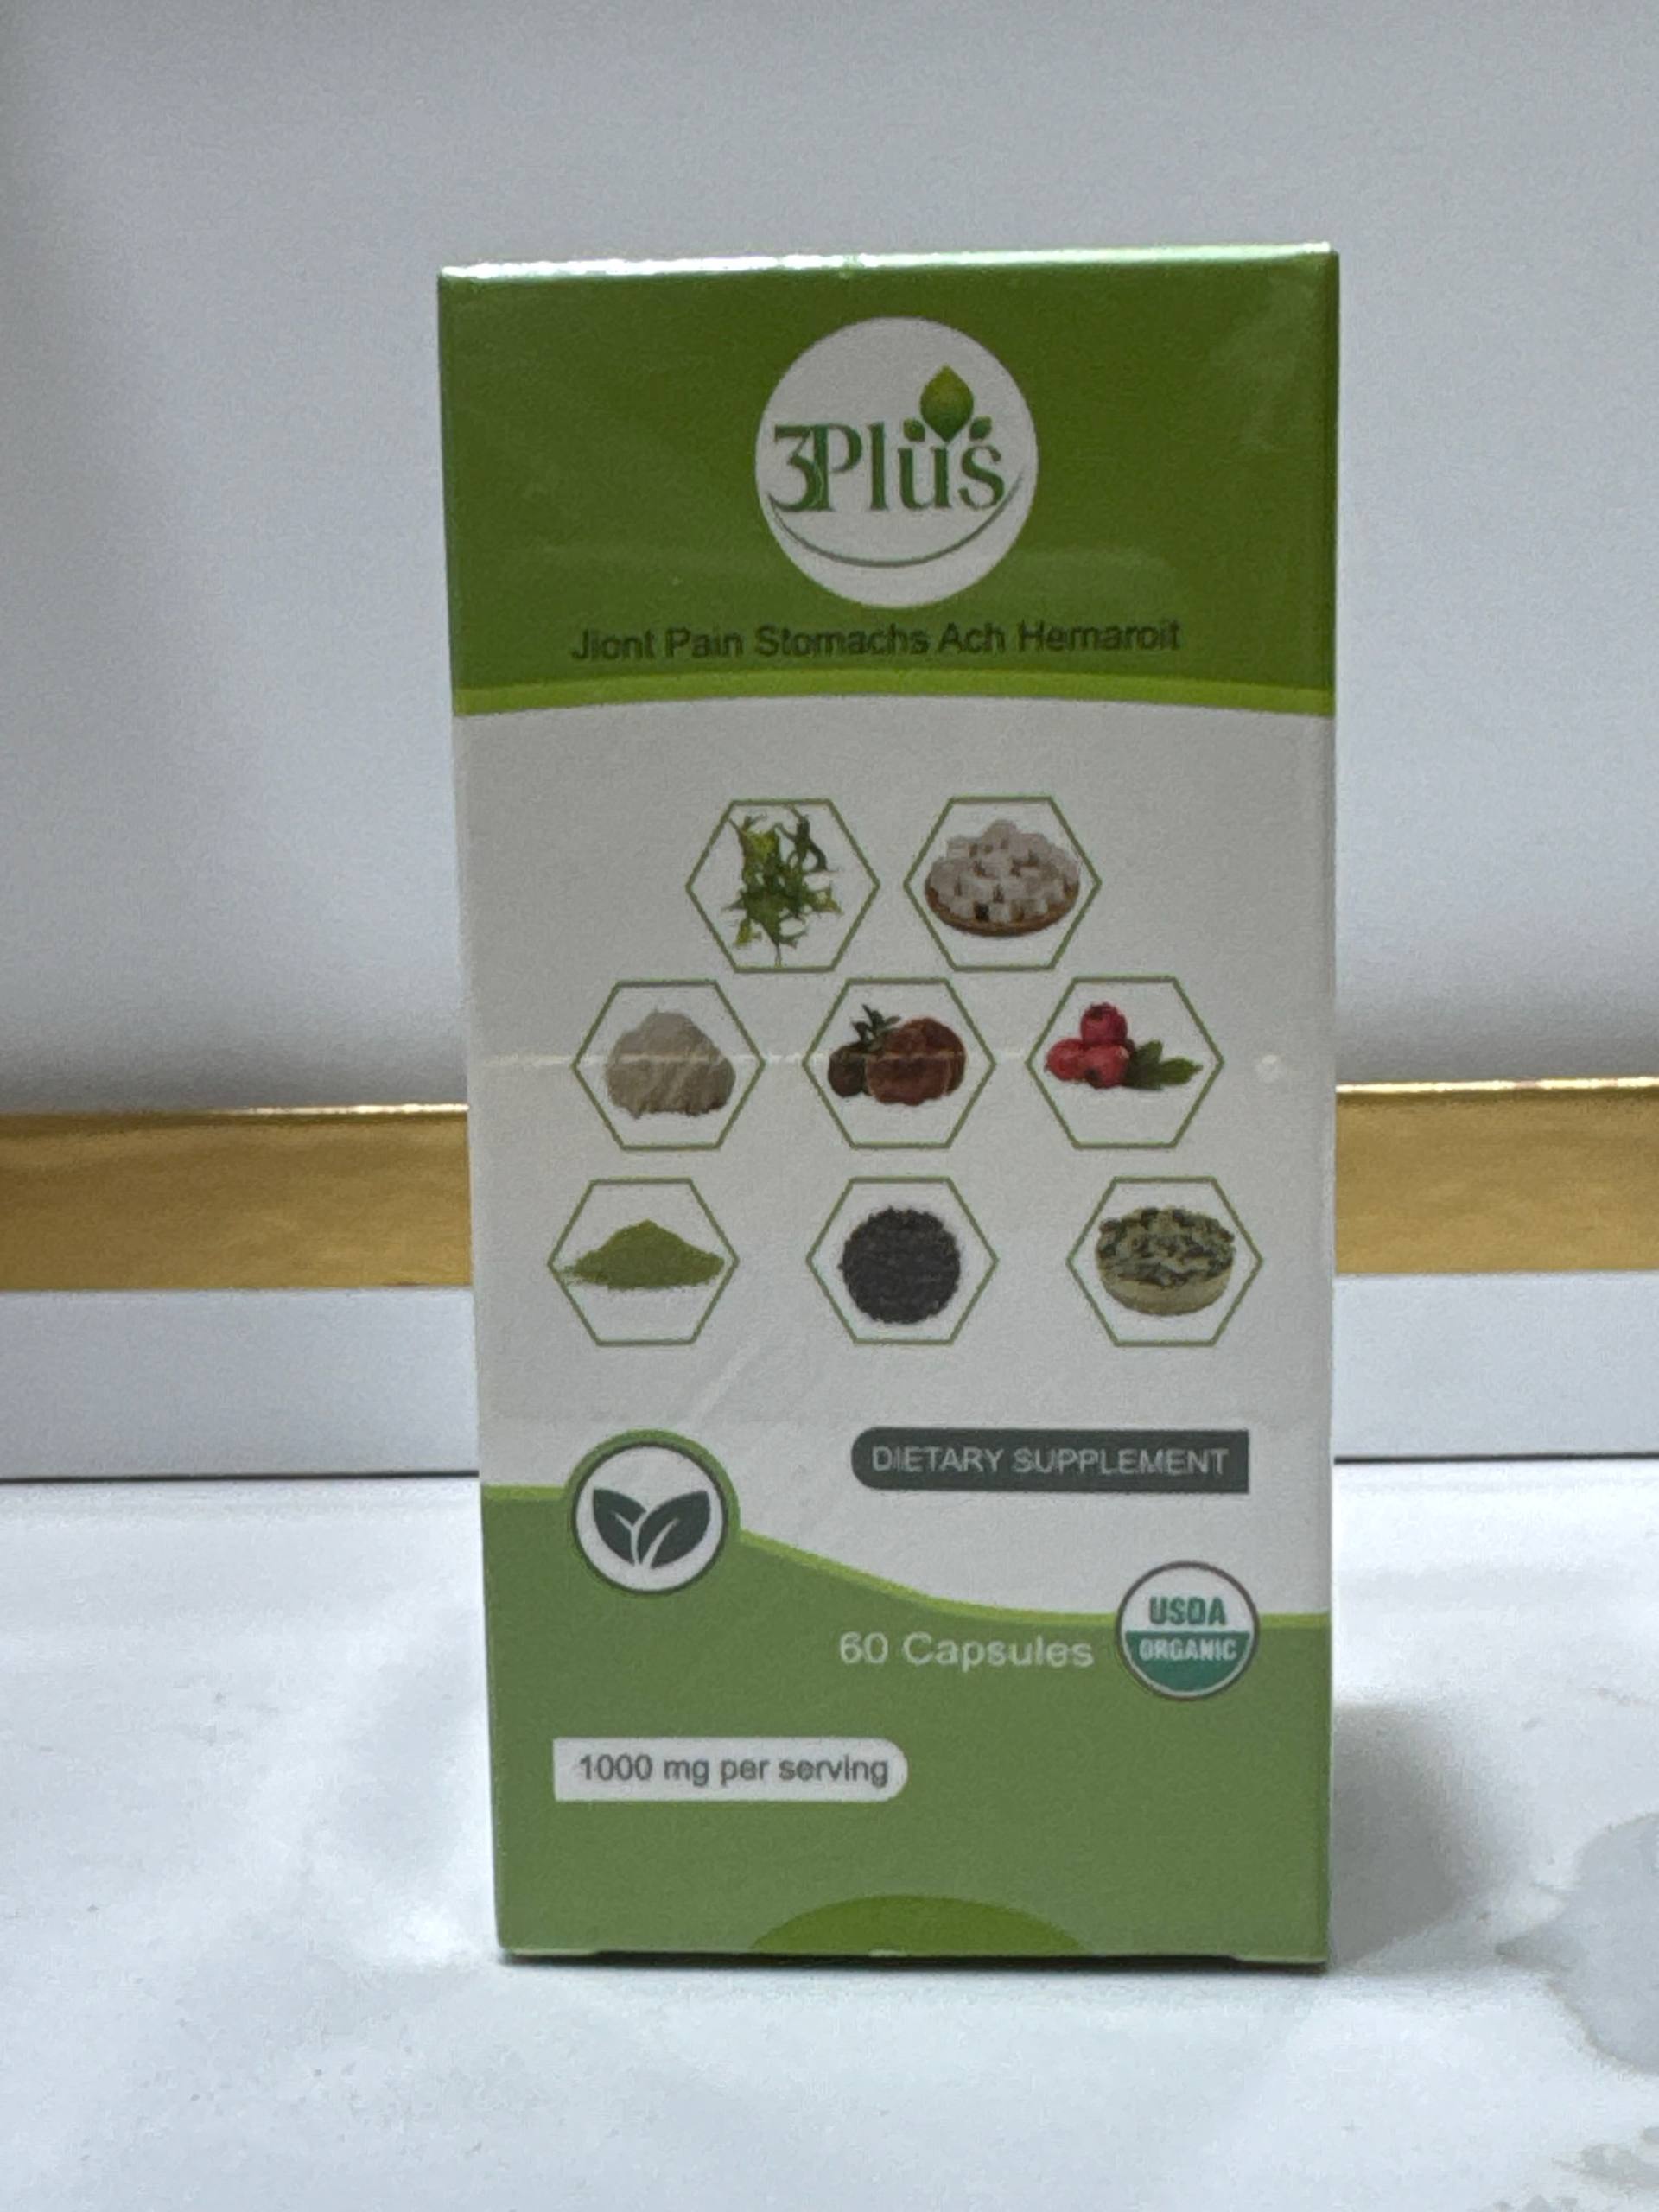 3Plus
Jiont Pain Stomachs Ach Hemaroit
DIETARY SUPPLEMENT
60 Capsules
USDA
ORGANIC
1000 mg per serving